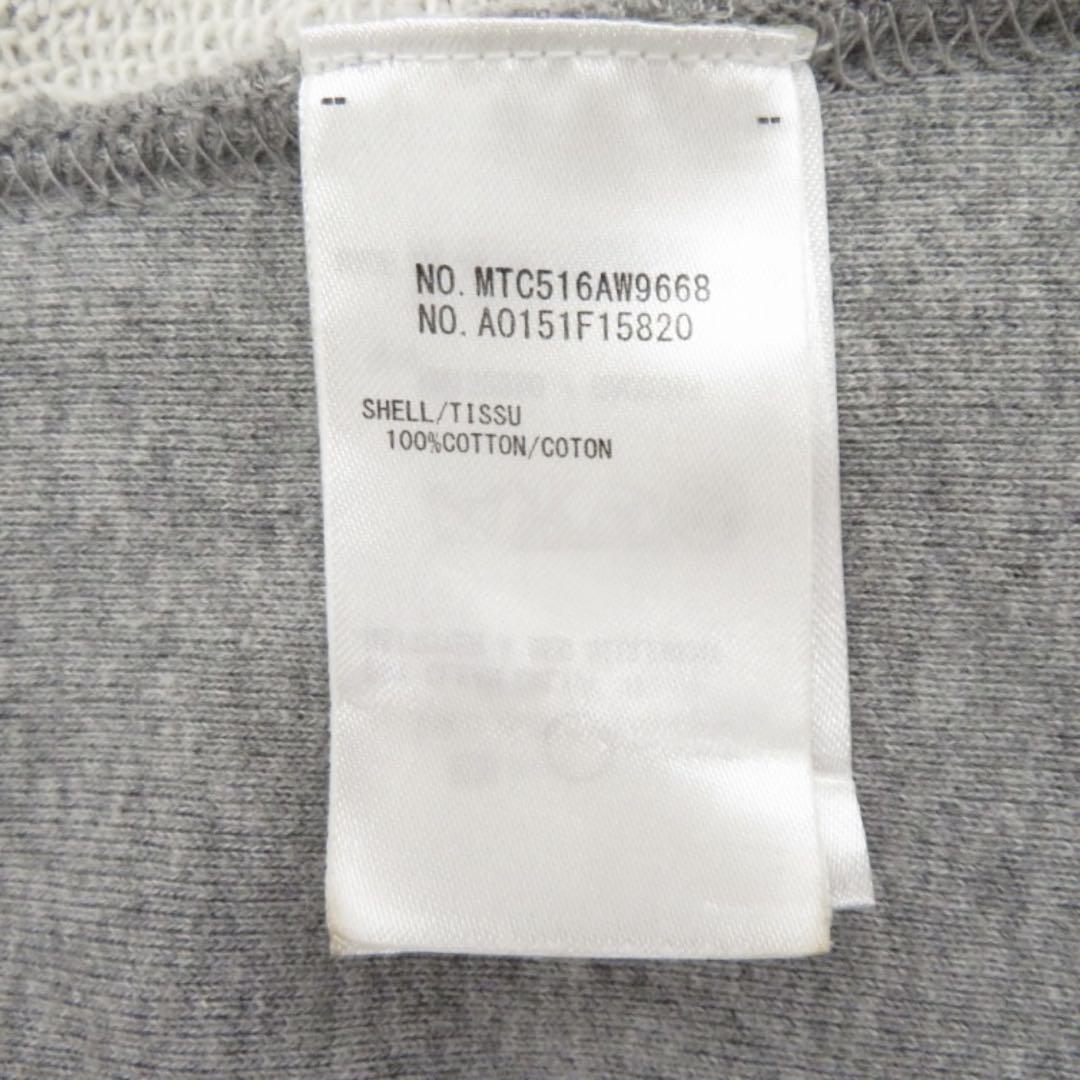 NO. MTC516AW9668
NO. A0151F15820
SHELL/TISSU
100%COTTON/COTON